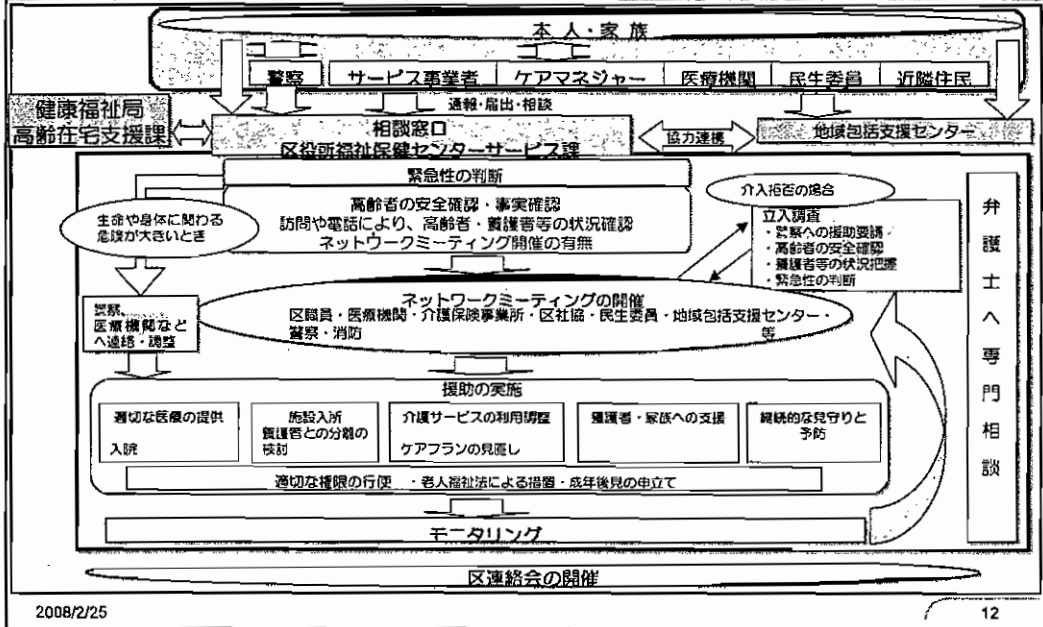 本人・家族
警察 サービス事業者 ケアマネジャー 医療機関 民生委員 近隣住民
通報・届出・相談
健康福祉局
高齢在宅支援課
相談窓口
区役所福祉保健センターサービス課
協力連携
地域包括支援センター
緊急性の判断
高齢者の安全確認・事実確認
訪問や電話により、高齢者・養護者等の状況確認
ネットワークミーティング開催の有無
生命や身体に関わる
危険が大きいとき
介入拒否の場合
立入調査
・警察への援助要請
・高齢者の安全確認
・養護者等の状況把握
・緊急性の判断
弁護士へ専門相談
警察、
医療機関など
へ連絡・調整
ネットワークミーティングの開催
区職員・医療機関・介護保険事業所・区社協・民生委員・地域包括支援センター・
警察・消防 等
援助の実施
適切な医療の提供
入院
施設入所
養護者との分離の
検討
介護サービスの利用調整
ケアプランの見直し
養護者・家族への支援
継続的な見守りと
予防
適切な権限の行使 ・老人福祉法による措置・成年後見の申立て
モニタリング
区連絡会の開催
2008/2/25
12